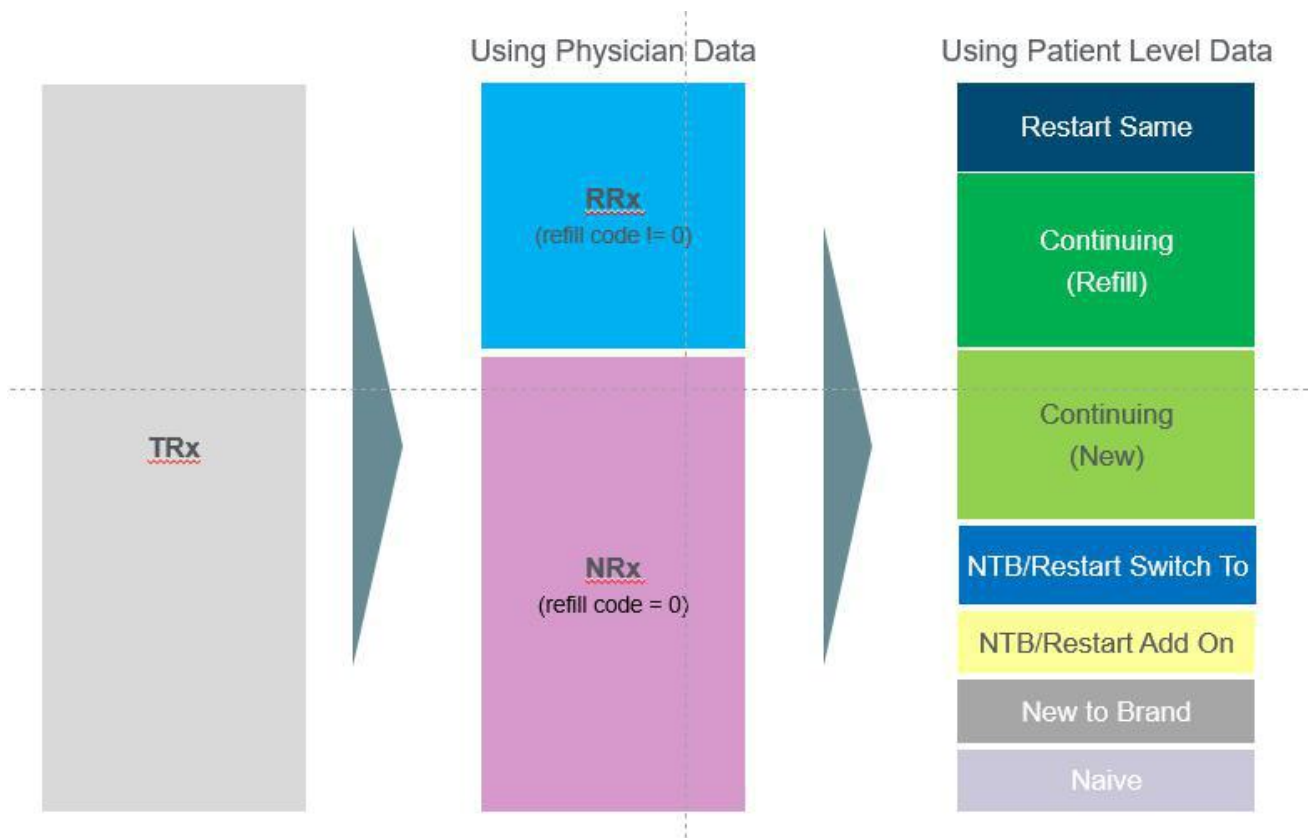 Using Physician Data
Using Patient Level Data
TRx
RRx
(refill code != 0)
NRx
(refill code = 0)
Restart Same
Continuing
(Refill)
Continuing
(New)
NTB/Restart Switch To
NTB/Restart Add On
New to Brand
Naive